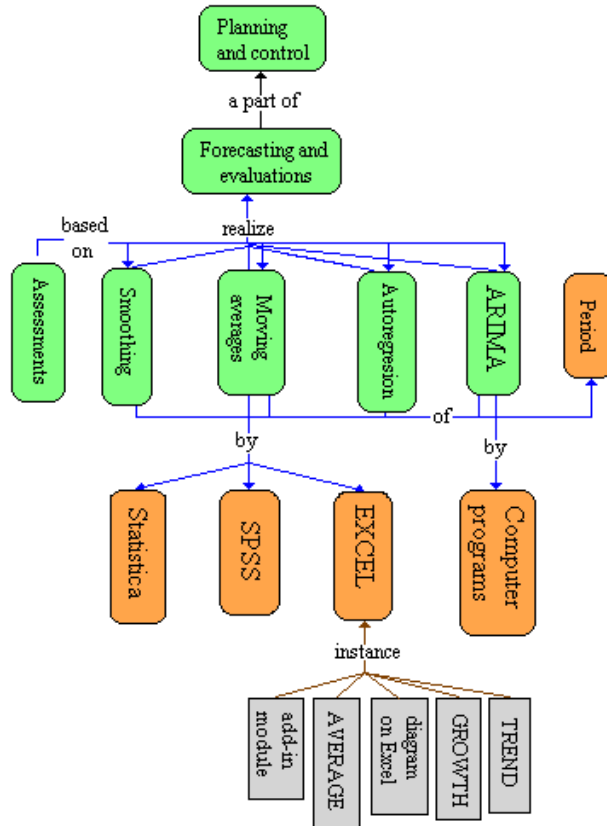 Planning
and control
a part of
Forecasting and
evaluations
based
on
realize
Assessments
Smoothing
Moving
averages
Autoregresion
ARIMA
Period
of
by
by
Statistica
SPSS
EXCEL
Computer
programs
instance
add-in
module
AVERAGE
diagram
on Excel
GROWTH
TREND